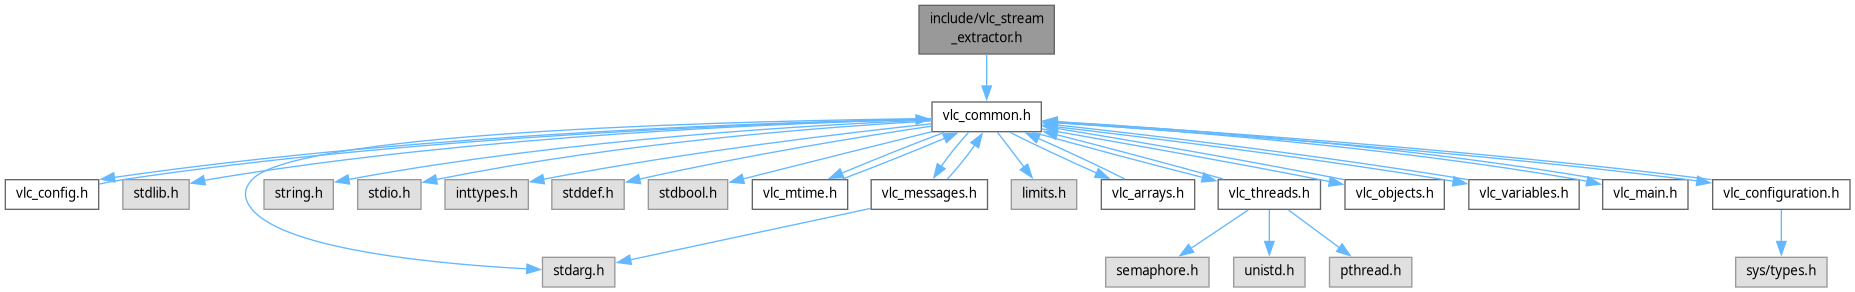 include/vlc_stream
_extractor.h
vlc_common.h
vlc_config.h
stdlib.h
string.h
stdio.h
inttypes.h
stddef.h
stdbool.h
vlc_mtime.h
vlc_messages.h
limits.h
vlc_arrays.h
vlc_threads.h
vlc_objects.h
vlc_variables.h
vlc_main.h
vlc_configuration.h
stdarg.h
semaphore.h
unistd.h
pthread.h
sys/types.h